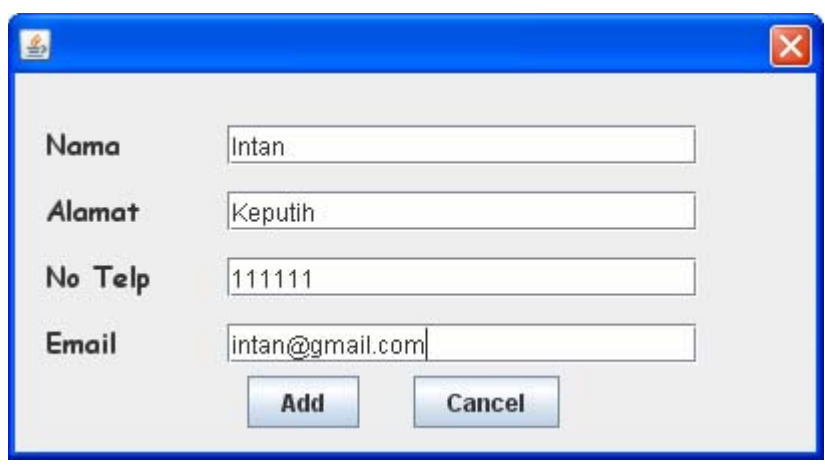 Nama Intan
Alamat Keputih
No Telp 111111
Email intan@gmail.com
Add Cancel